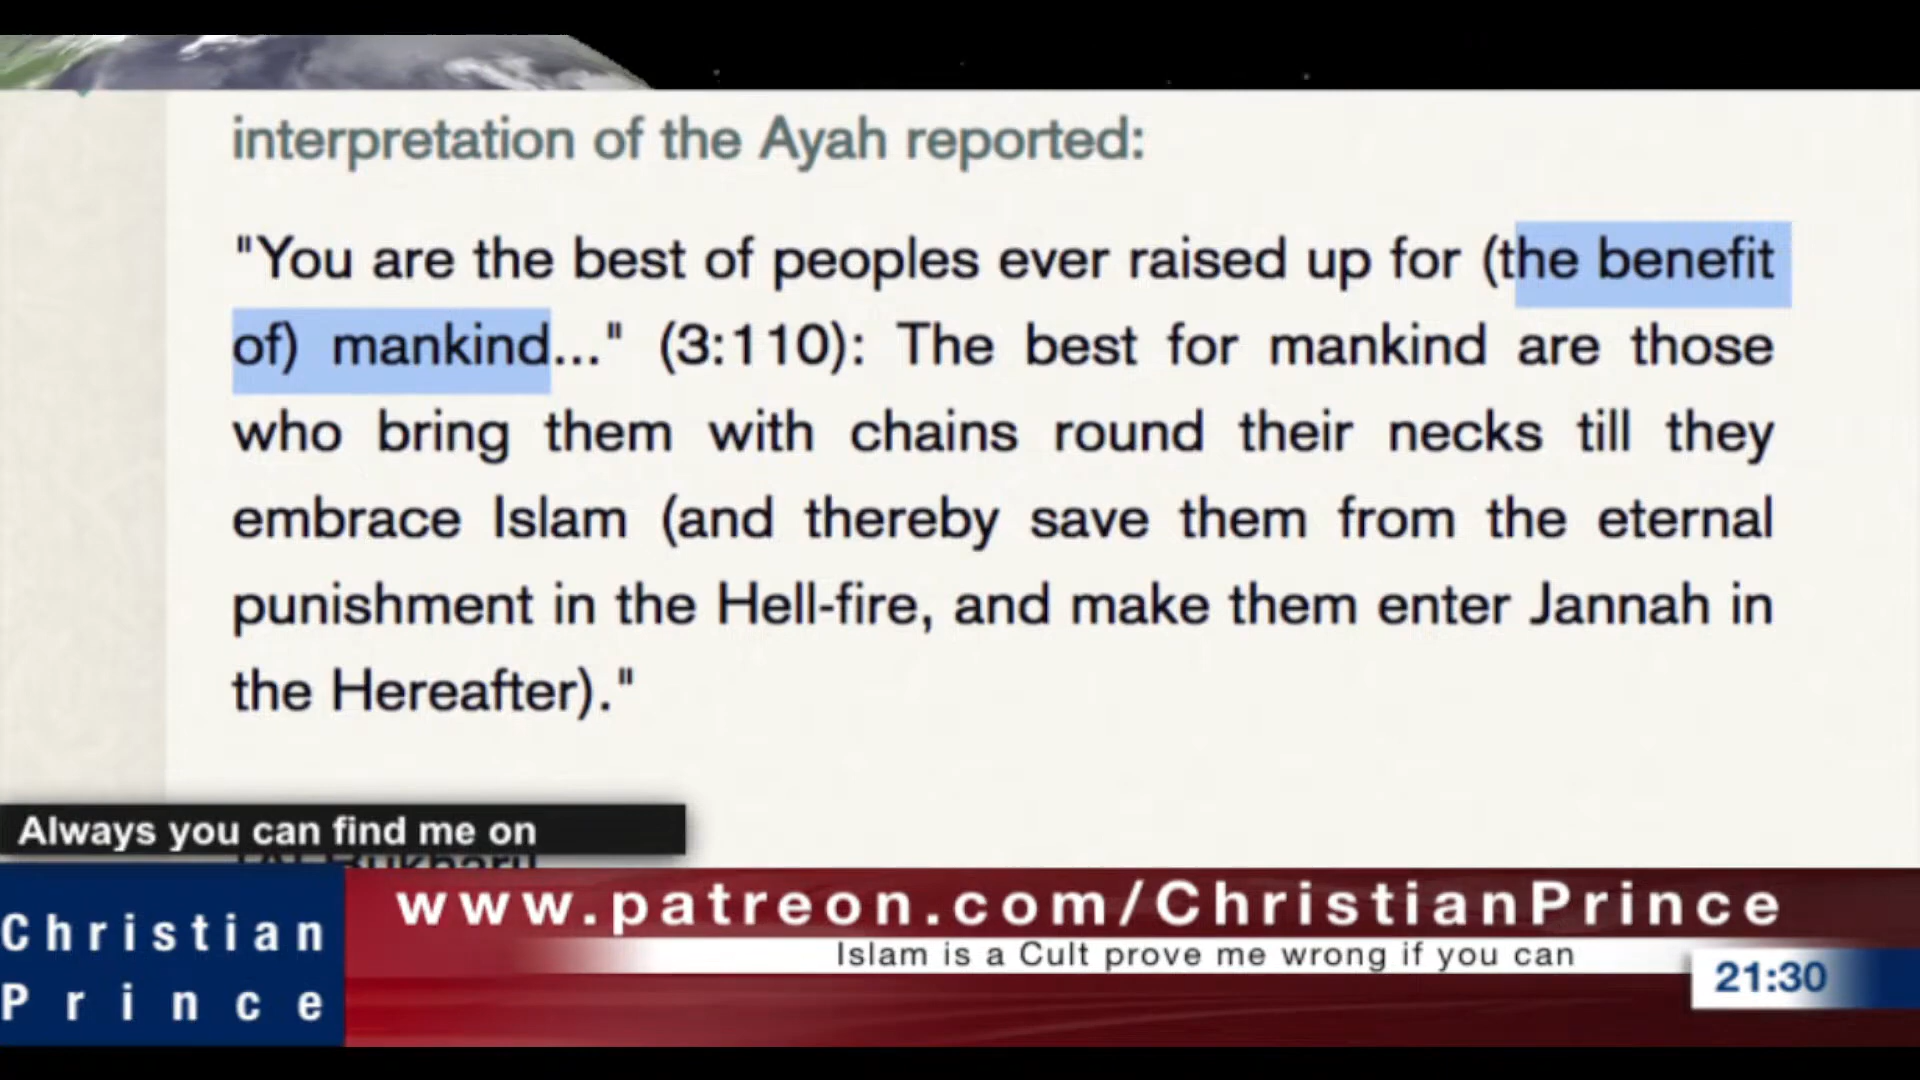 interpretation of the Ayah reported:
"You are the best of peoples ever raised up for (the benefit
of) mankind..." (3:110): The best for mankind are those
who bring them with chains round their necks till they
embrace Islam (and thereby save them from the eternal
punishment in the Hell-fire, and make them enter Jannah in
the Hereafter)."
Always you can find me on
Christian
Prince
www.patreon.com/ChristianPrince
Islam is a Cult prove me wrong if you can
21:30